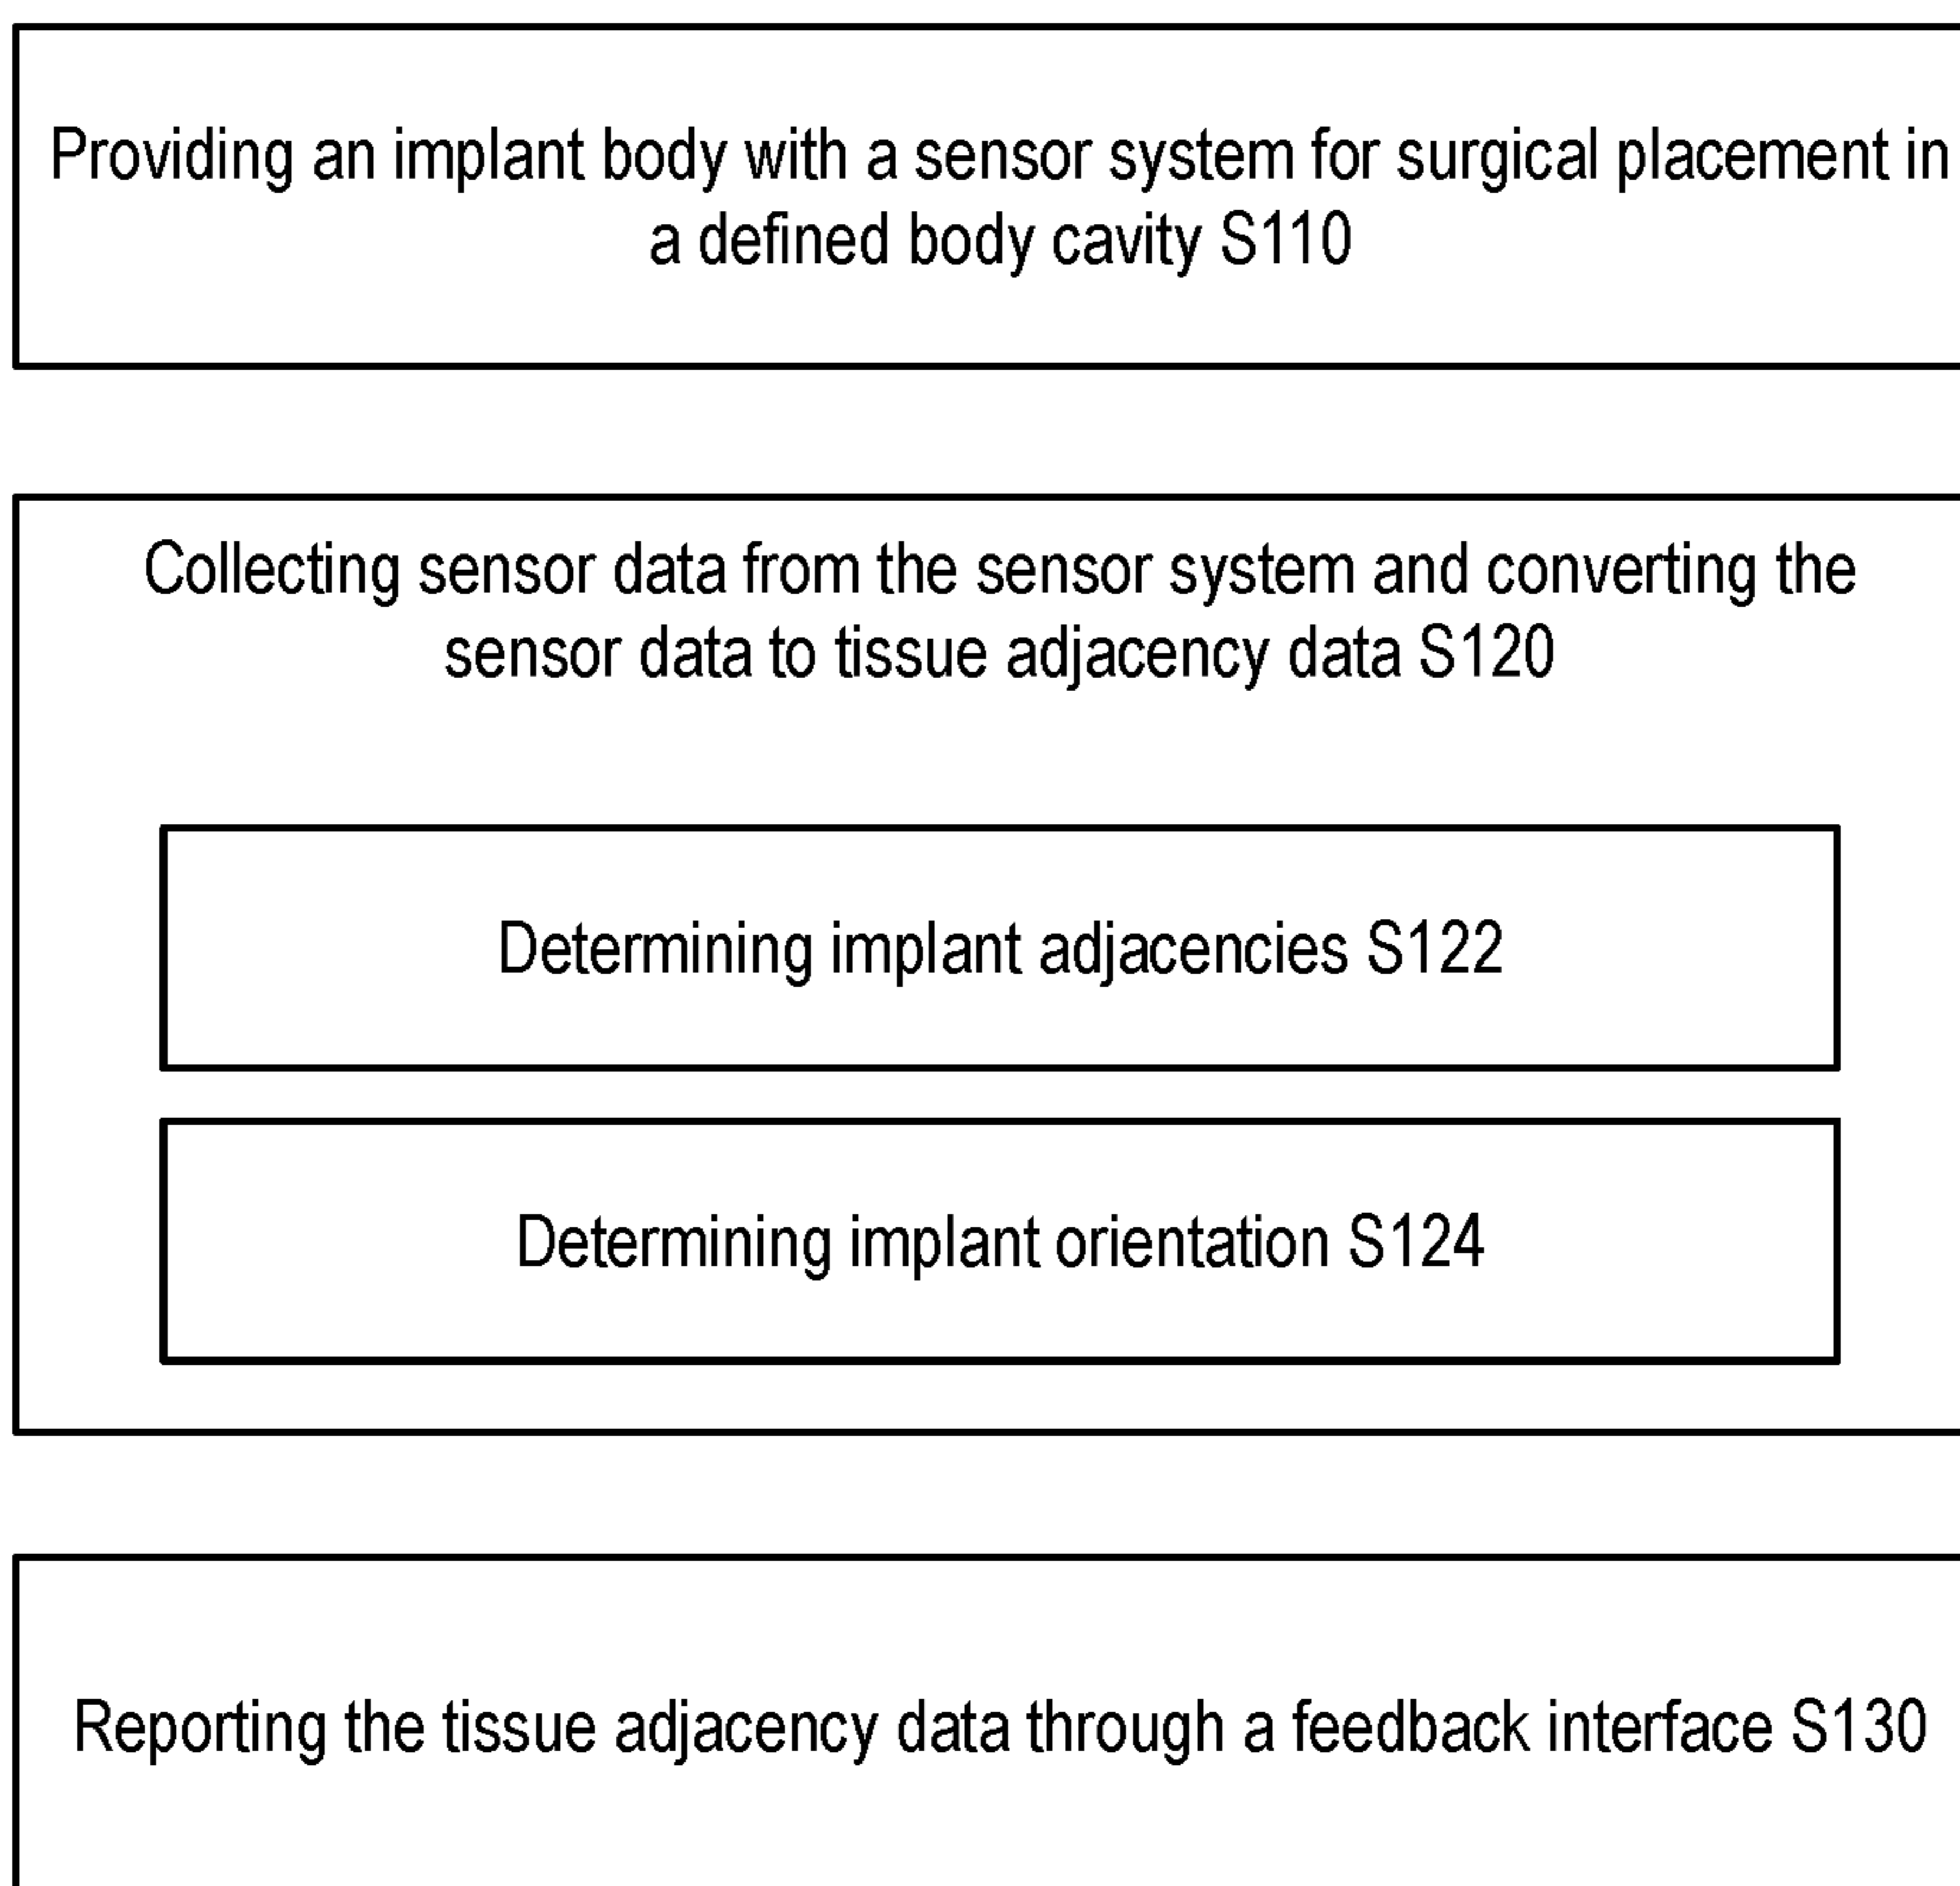 Providing an implant body with a sensor system for surgical placement in
a defined body cavity S110
Collecting sensor data from the sensor system and converting the
sensor data to tissue adjacency data S120
Determining implant adjacencies S122
Determining implant orientation S124
Reporting the tissue adjacency data through a feedback interface S130